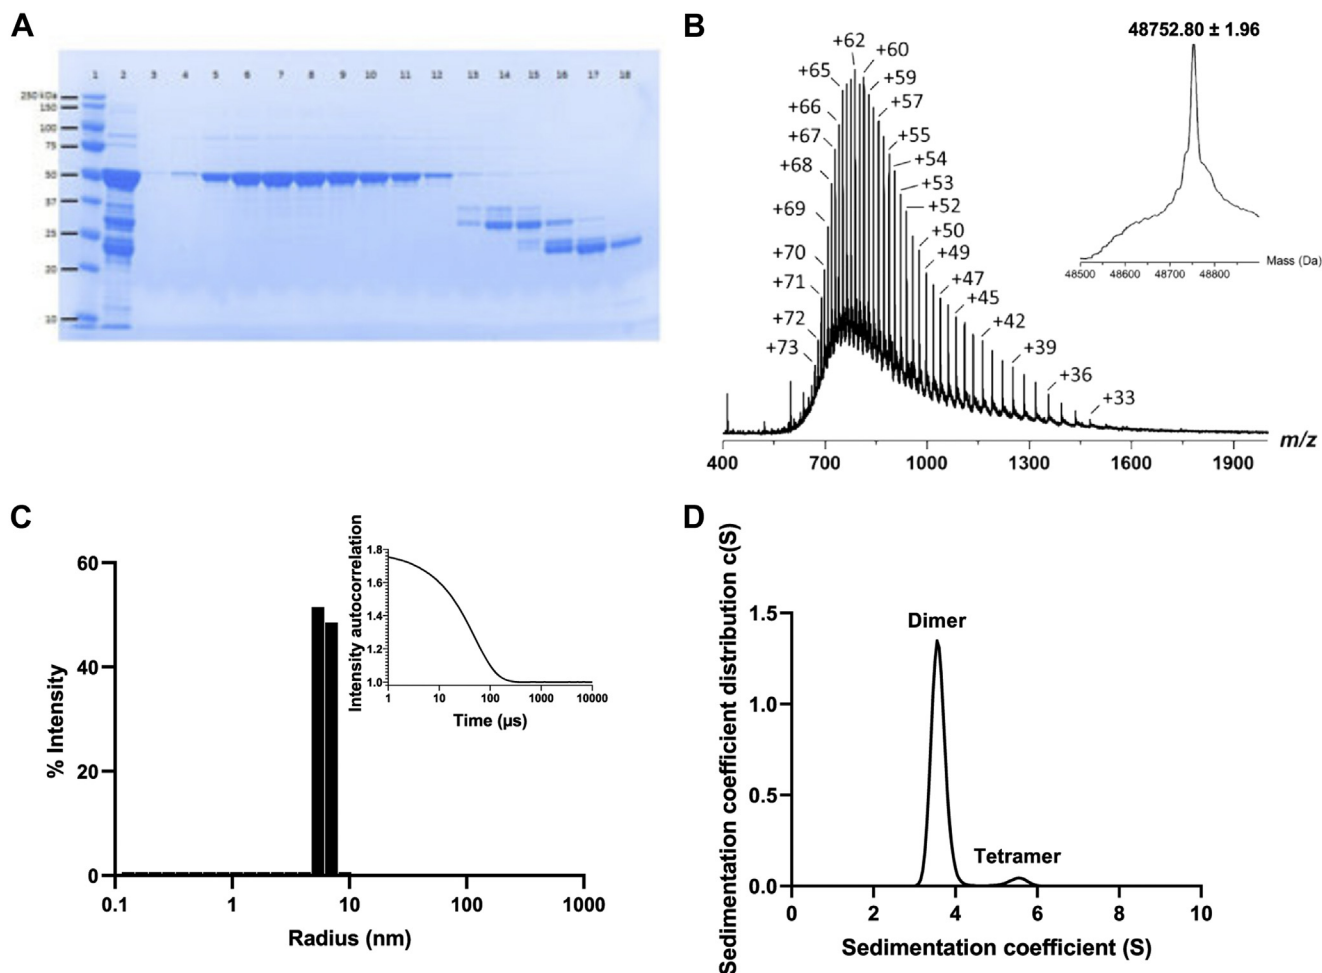 A
1 2 3 4 5 6 7 8 9 10 11 12 13 14 15 16 17 18
250 kDa
150
100
75
50
37
25
20
10
B
48752.80 ± 1.96
+62
+60
+65
+59
+66
+57
+67
+55
+68
+54
+53
+69
+52
+50
+70
+49
+71
+47
+45
+72
+42
+73
+39
+36
+33
48500 48600 48700 48800
Mass (Da)
400 700 1000 1300 1600 1900
m/z
C
60
40
20
0
% Intensity
0.1 1 10 100 1000
Radius (nm)
Intensity autocorrelation
1.8
1.6
1.4
1.2
1.0
1 10 100 1000 10000
Time (µs)
D
Sedimentation coefficient distribution c(S)
1.5
1.0
0.5
0.0
Dimer
Tetramer
0 2 4 6 8 10
Sedimentation coefficient (S)